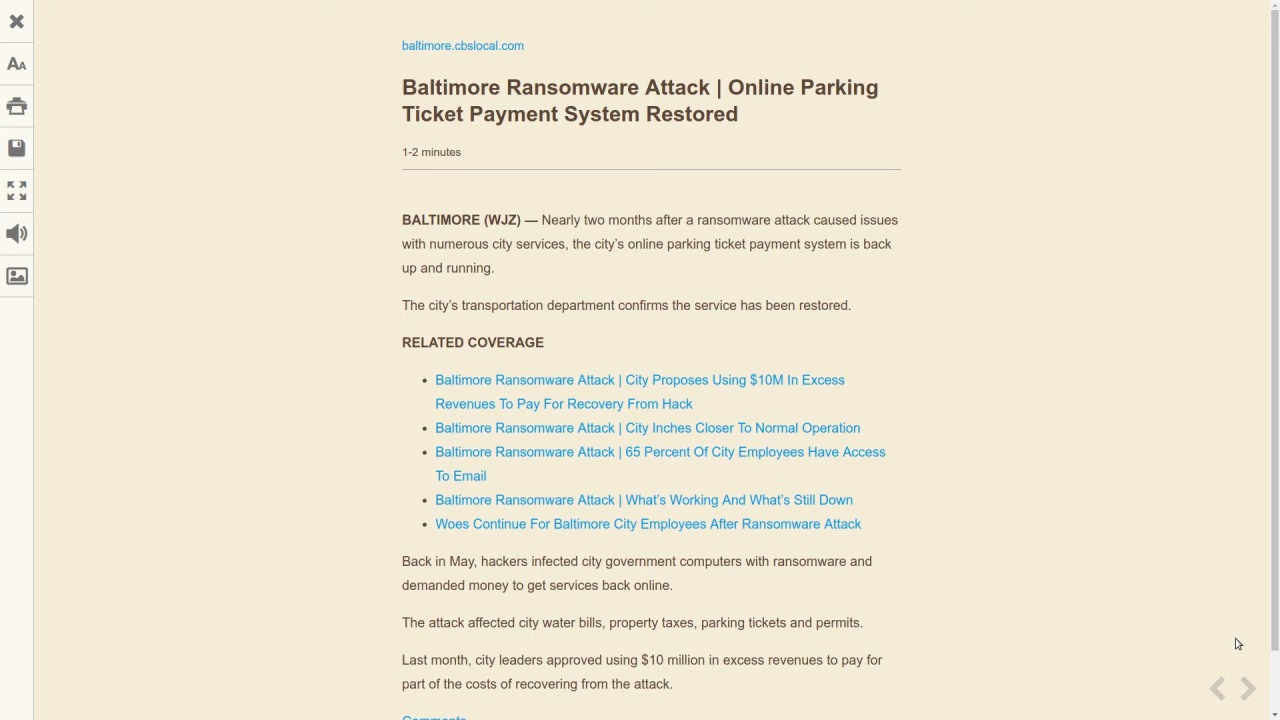 baltimore.cbslocal.com
Baltimore Ransomware Attack | Online Parking
Ticket Payment System Restored
1-2 minutes
BALTIMORE (WJZ) — Nearly two months after a ransomware attack caused issues
with numerous city services, the city’s online parking ticket payment system is back
up and running.
The city’s transportation department confirms the service has been restored.
RELATED COVERAGE
• Baltimore Ransomware Attack | City Proposes Using $10M In Excess
Revenues To Pay For Recovery From Hack
• Baltimore Ransomware Attack | City Inches Closer To Normal Operation
• Baltimore Ransomware Attack | 65 Percent Of City Employees Have Access
To Email
• Baltimore Ransomware Attack | What’s Working And What’s Still Down
• Woes Continue For Baltimore City Employees After Ransomware Attack
Back in May, hackers infected city government computers with ransomware and
demanded money to get services back online.
The attack affected city water bills, property taxes, parking tickets and permits.
Last month, city leaders approved using $10 million in excess revenues to pay for
part of the costs of recovering from the attack.
Comments